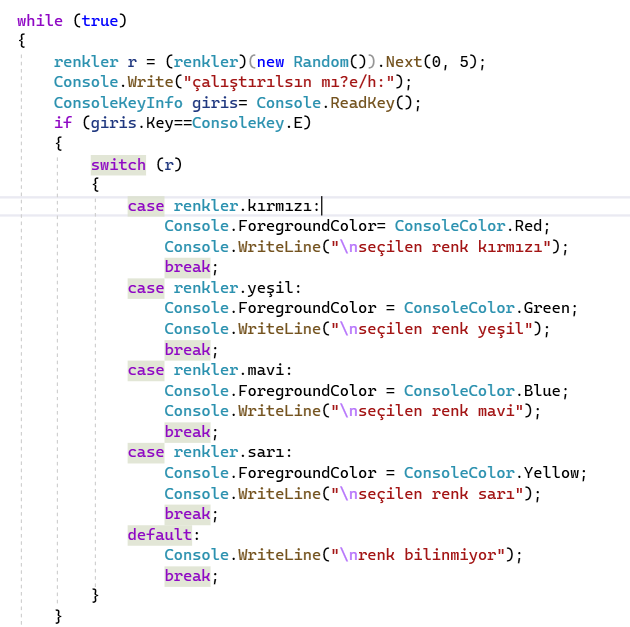 while (true)
{
renkler r = (renkler)(new Random()).Next(0, 5);
Console.Write("çalıştırılsın mı?e/h:");
ConsoleKeyInfo giris= Console.ReadKey();
if (giris.Key==ConsoleKey.E)
{
switch (r)
{
case renkler.kırmızı:
Console.ForegroundColor= ConsoleColor.Red;
Console.WriteLine("\nseçilen renk kırmızı");
break;
case renkler.yeşil:
Console.ForegroundColor = ConsoleColor.Green;
Console.WriteLine("\nseçilen renk yeşil");
break;
case renkler.mavi:
Console.ForegroundColor = ConsoleColor.Blue;
Console.WriteLine("\nseçilen renk mavi");
break;
case renkler.sarı:
Console.ForegroundColor = ConsoleColor.Yellow;
Console.WriteLine("\nseçilen renk sarı");
break;
default:
Console.WriteLine("\nrenk bilinmiyor");
break;
}
}